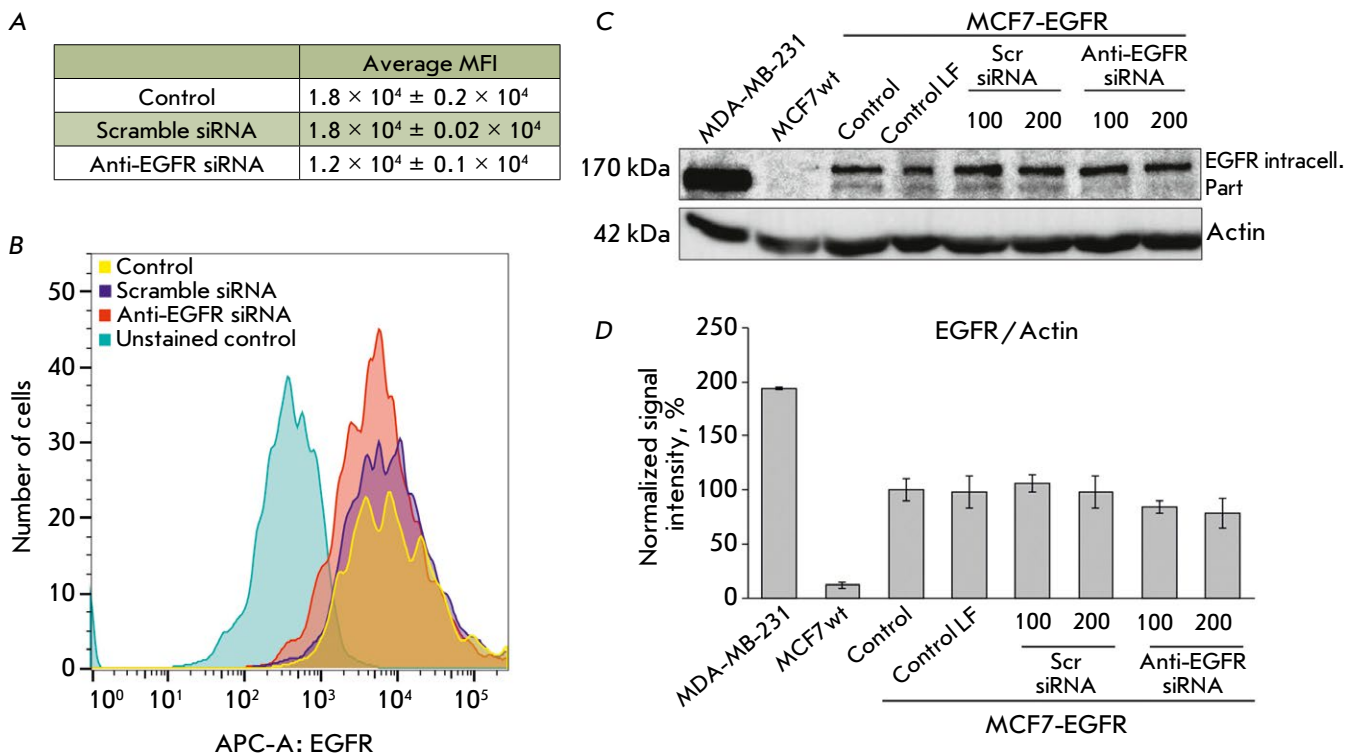 A
Average MFI
Control 1.8 × 10⁴ ± 0.2 × 10⁴
Scramble siRNA 1.8 × 10⁴ ± 0.02 × 10⁴
Anti-EGFR siRNA 1.2 × 10⁴ ± 0.1 × 10⁴
B
Control
Scramble siRNA
Anti-EGFR siRNA
Unstained control
Number of cells
50
40
30
20
10
0
10⁰ 10¹ 10² 10³ 10⁴ 10⁵
APC-A: EGFR
C
MCF7-EGFR
MDA-MB-231
MCF7wt
Control
Control LF
Scr
siRNA
Anti-EGFR
siRNA
100 200 100 200
170 kDa
EGFR intracell.
Part
42 kDa
Actin
D
EGFR/Actin
Normalized signal
intensity, %
250
200
150
100
50
0
MDA-MB-231
MCF7wt
Control
Control LF
100 200 100 200
Scr
siRNA
Anti-EGFR
siRNA
MCF7-EGFR